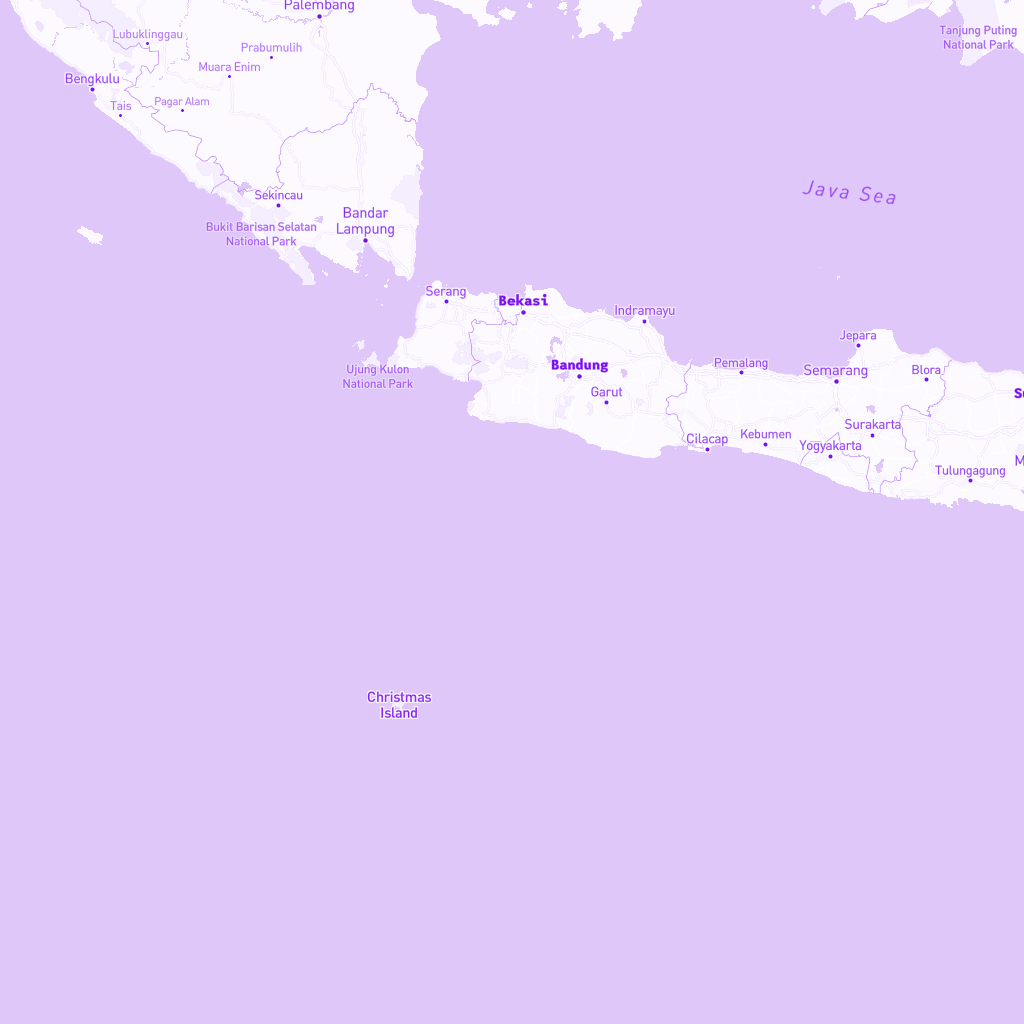 Palembang
Lubuklinggau
Prabumulih
Muara Enim
Bengkulu
Tais
Pagar Alam
Tanjung Puting
National Park
Java Sea
Sekincau
Bukit Barisan Selatan
National Park
Bandar
Lampung
Serang
Bekasi
Indramayu
Jepara
Ujung Kulon
National Park
Bandung
Garut
Pemalang
Semarang
Blora
Cilacap
Kebumen
Surakarta
Yogyakarta
Tulungagung
Christmas
Island